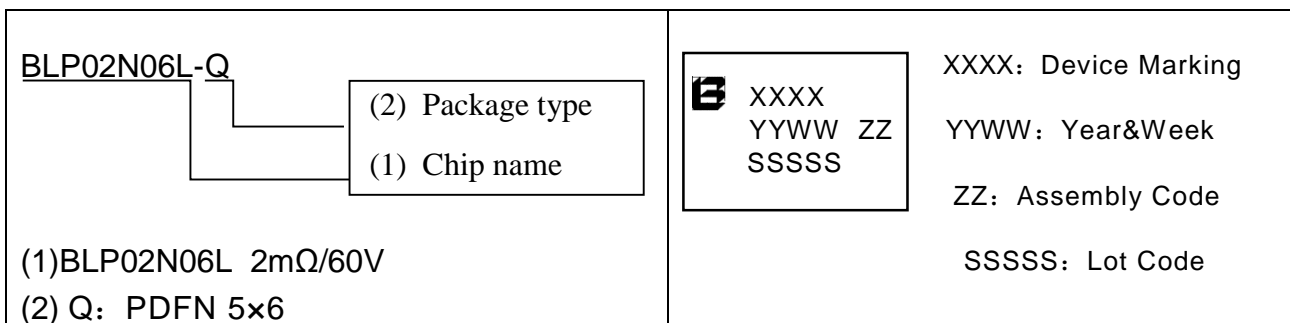 BLP02N06L-Q
(2) Package type
(1) Chip name
(1)BLP02N06L 2mΩ/60V
(2) Q：PDFN 5×6
XXXX
YYWW ZZ
SSSSS
XXXX：Device Marking
YYWW：Year&Week
ZZ：Assembly Code
SSSSS：Lot Code